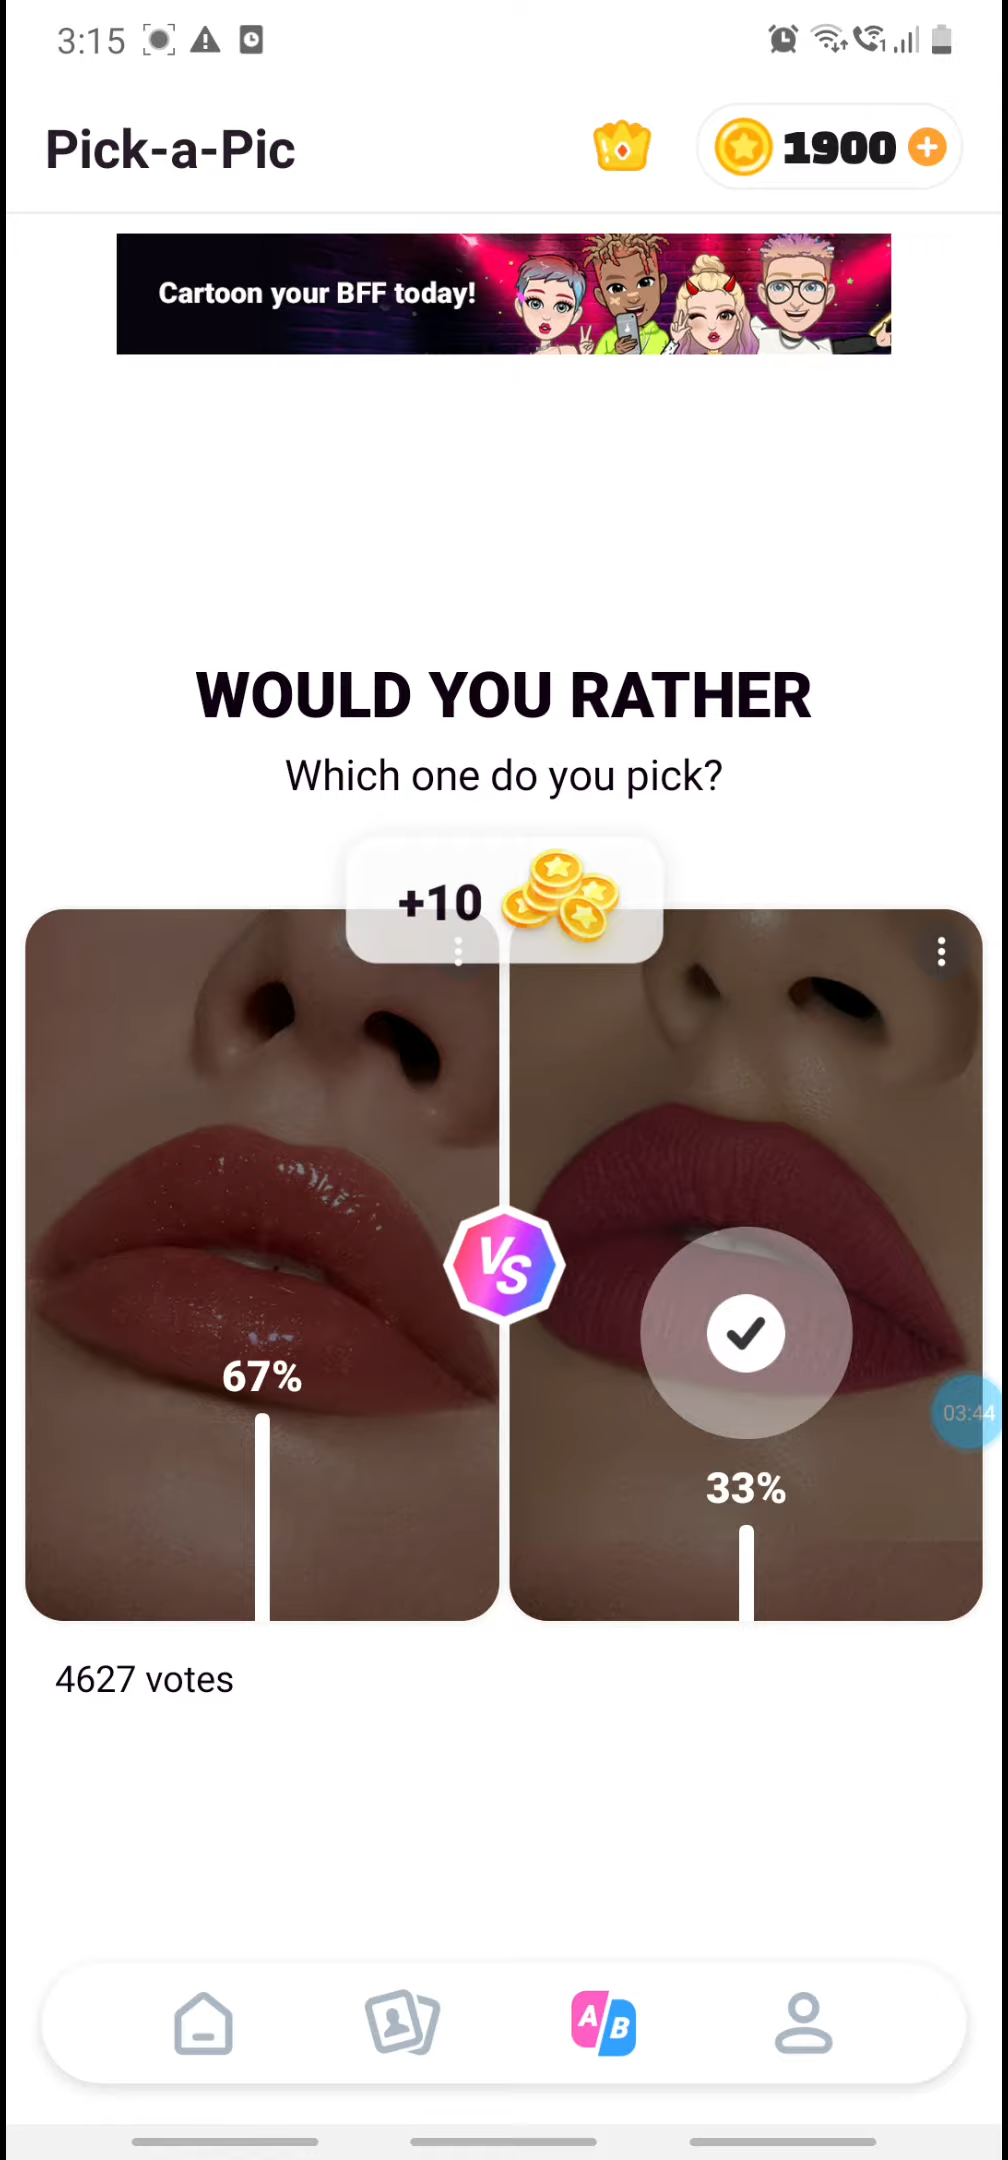 3:15
Pick-a-Pic
1900
Cartoon your BFF today!
WOULD YOU RATHER
Which one do you pick?
+10
VS
67%
33%
03:44
4627 votes
A B